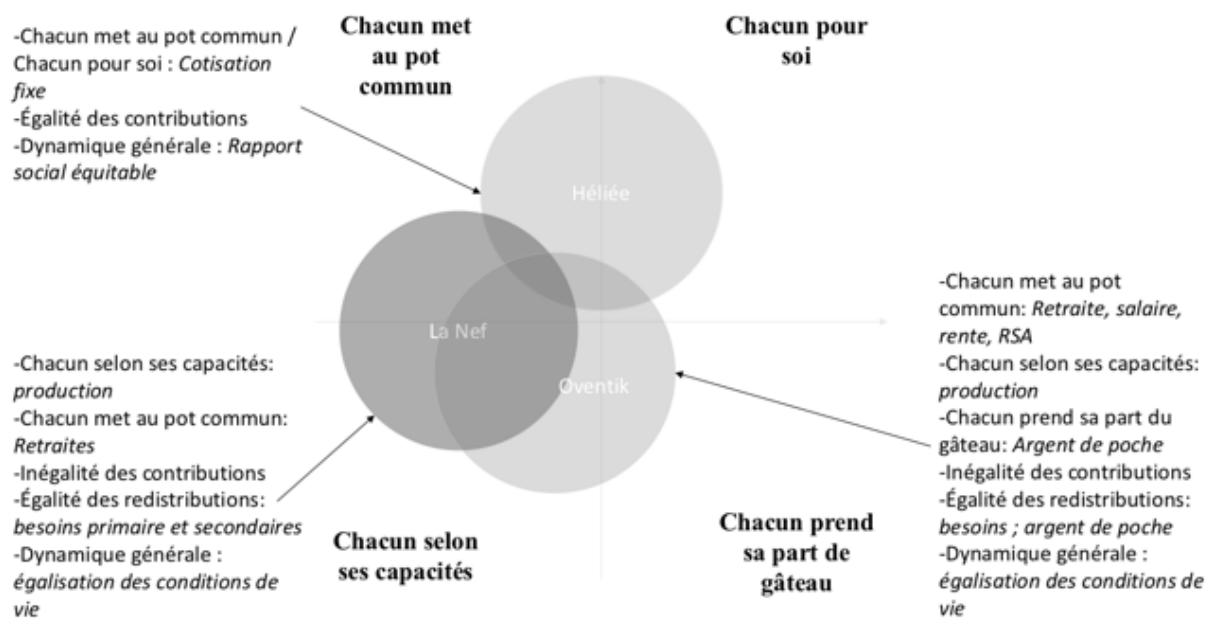 -Chacun met au pot commun /
Chacun pour soi : Cotisation
fixe
-Égalité des contributions
-Dynamique générale : Rapport
social équitable
Chacun met
au pot
commun
Chacun pour
soi
Héliée
La Nef
Oventik
-Chacun selon ses capacités:
production
-Chacun met au pot commun:
Retraites
-Inégalité des contributions
-Égalité des redistributions:
besoins primaire et secondaires
-Dynamique générale :
égalisation des conditions de
vie
Chacun selon
ses capacités
Chacun prend
sa part de
gâteau
-Chacun met au pot
commun: Retraite, salaire,
rente, RSA
-Chacun selon ses capacités:
production
-Chacun prend sa part du
gâteau: Argent de poche
-Inégalité des contributions
-Égalité des redistributions:
besoins ; argent de poche
-Dynamique générale :
égalisation des conditions de
vie